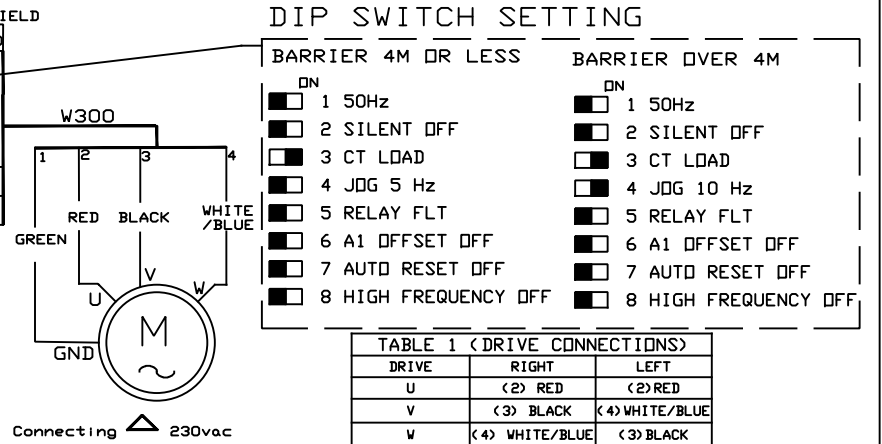 IELD
DIP SWITCH SETTING
BARRIER 4M OR LESS
ON
1 50Hz
2 SILENT OFF
3 CT LOAD
4 JOG 5 Hz
5 RELAY FLT
6 A1 OFFSET OFF
7 AUTO RESET OFF
8 HIGH FREQUENCY OFF
BARRIER OVER 4M
ON
1 50Hz
2 SILENT OFF
3 CT LOAD
4 JOG 10 Hz
5 RELAY FLT
6 A1 OFFSET OFF
7 AUTO RESET OFF
8 HIGH FREQUENCY OFF
W300
1 2 3 4
GREEN
RED
BLACK
WHITE
/BLUE
U
V
W
M
GND
Connecting 230vac
TABLE 1 (DRIVE CONNECTIONS)
DRIVE RIGHT LEFT
U (2) RED (2)RED
V (3) BLACK (4)WHITE/BLUE
W (4) WHITE/BLUE (3)BLACK